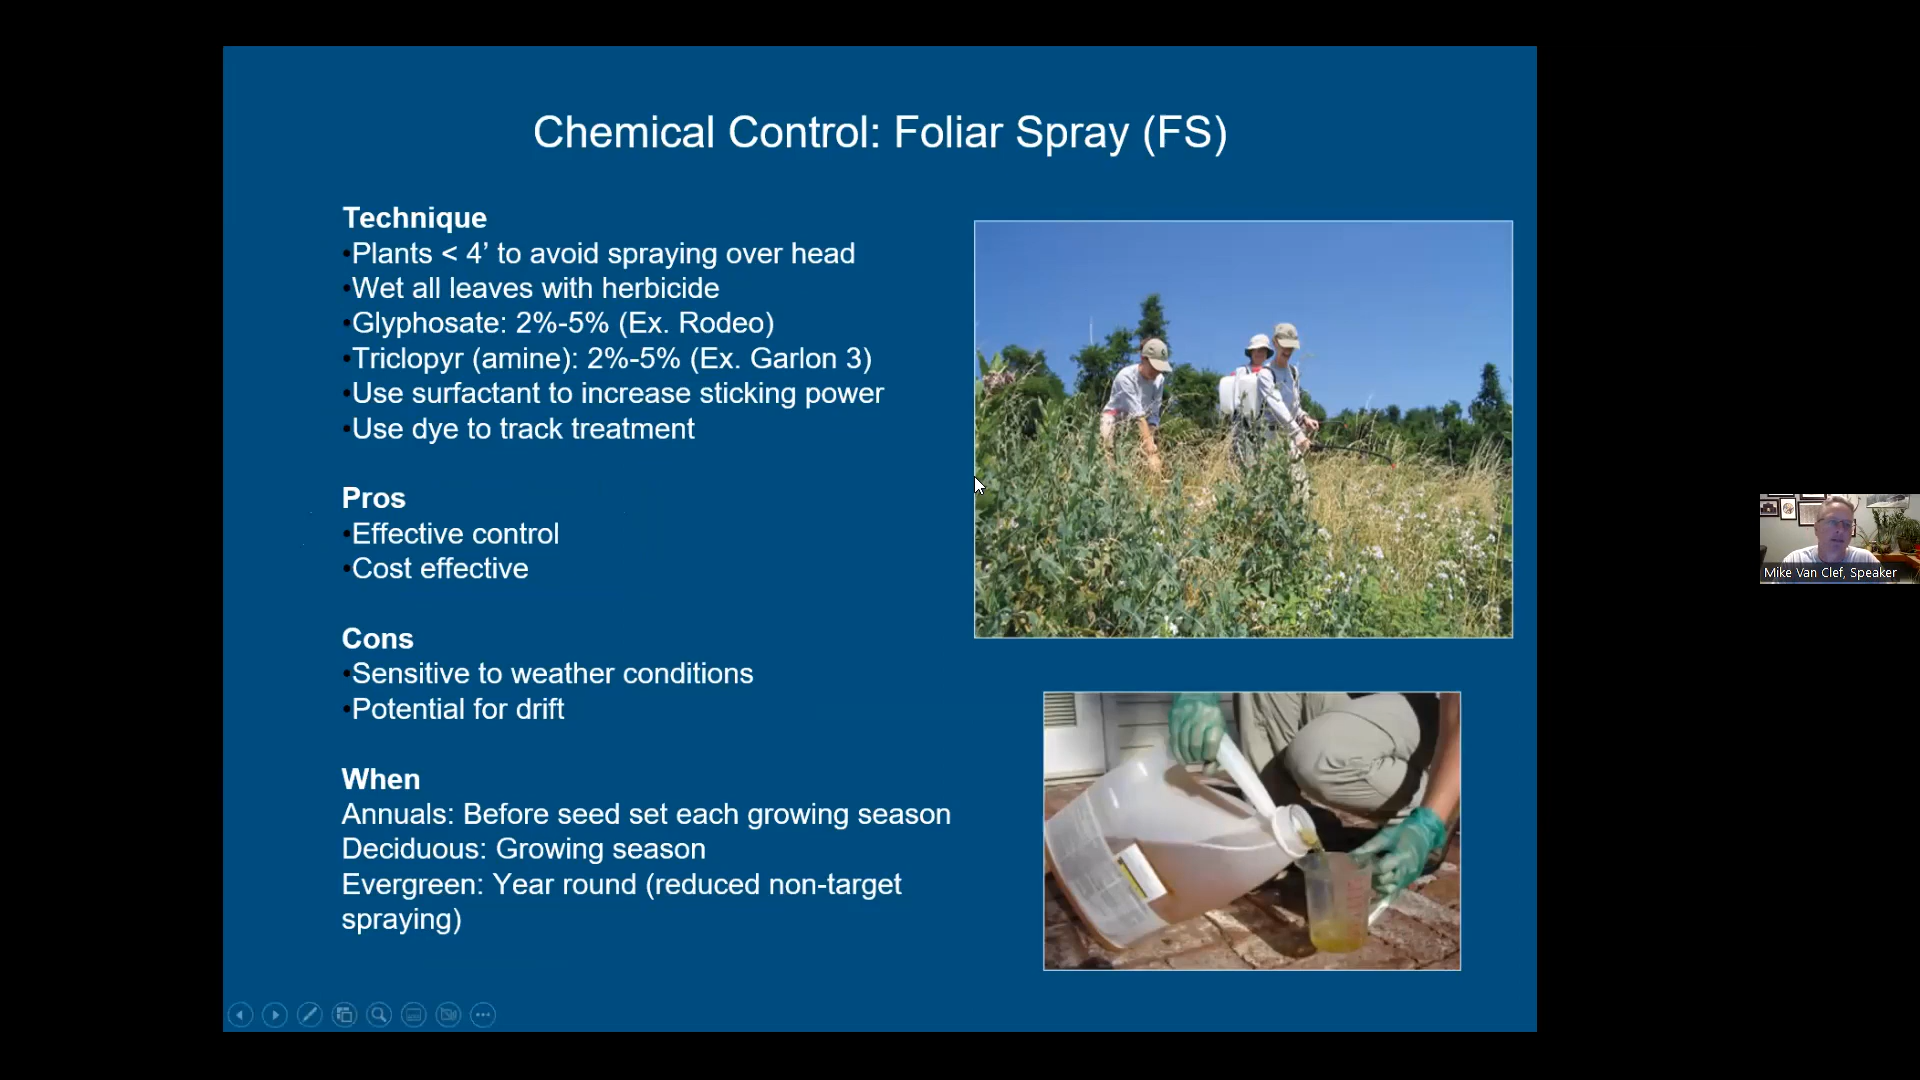 Chemical Control: Foliar Spray (FS)
Technique
•Plants < 4’ to avoid spraying over head
•Wet all leaves with herbicide
•Glyphosate: 2%-5% (Ex. Rodeo)
•Triclopyr (amine): 2%-5% (Ex. Garlon 3)
•Use surfactant to increase sticking power
•Use dye to track treatment
Pros
•Effective control
•Cost effective
Cons
•Sensitive to weather conditions
•Potential for drift
When
Annuals: Before seed set each growing season
Deciduous: Growing season
Evergreen: Year round (reduced non-target
spraying)
Mike Van Clef, Speaker